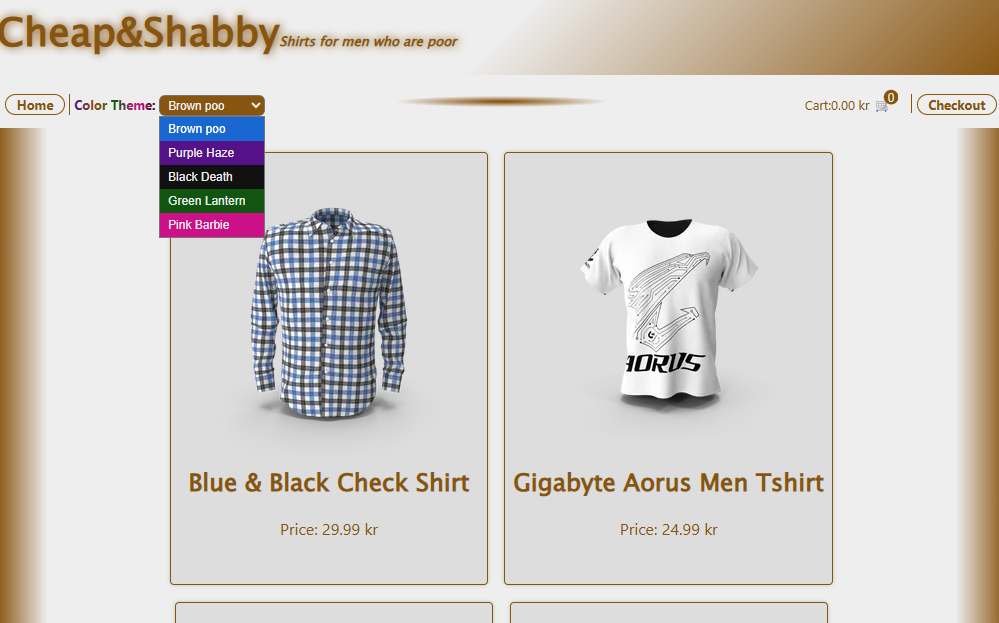 Cheap&Shabby Shirts for men who are poor
Home Color Theme: Brown poo Cart:0.00 kr 0 Checkout
Brown poo
Purple Haze
Black Death
Green Lantern
Pink Barbie
AORUS
Blue & Black Check Shirt Gigabyte Aorus Men Tshirt
Price: 29.99 kr Price: 24.99 kr